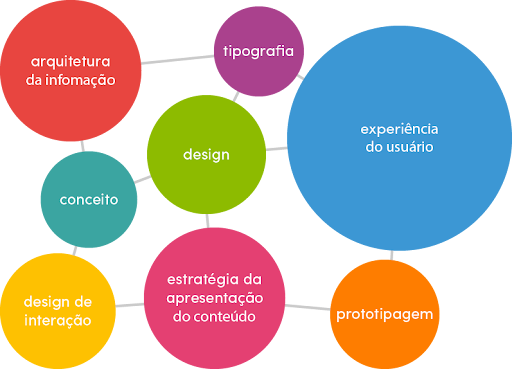 tipografia
arquitetura
da infomação
experiência
do usuário
design
conceito
estratégia da
apresentação
do conteúdo
design de
interação
prototipagem